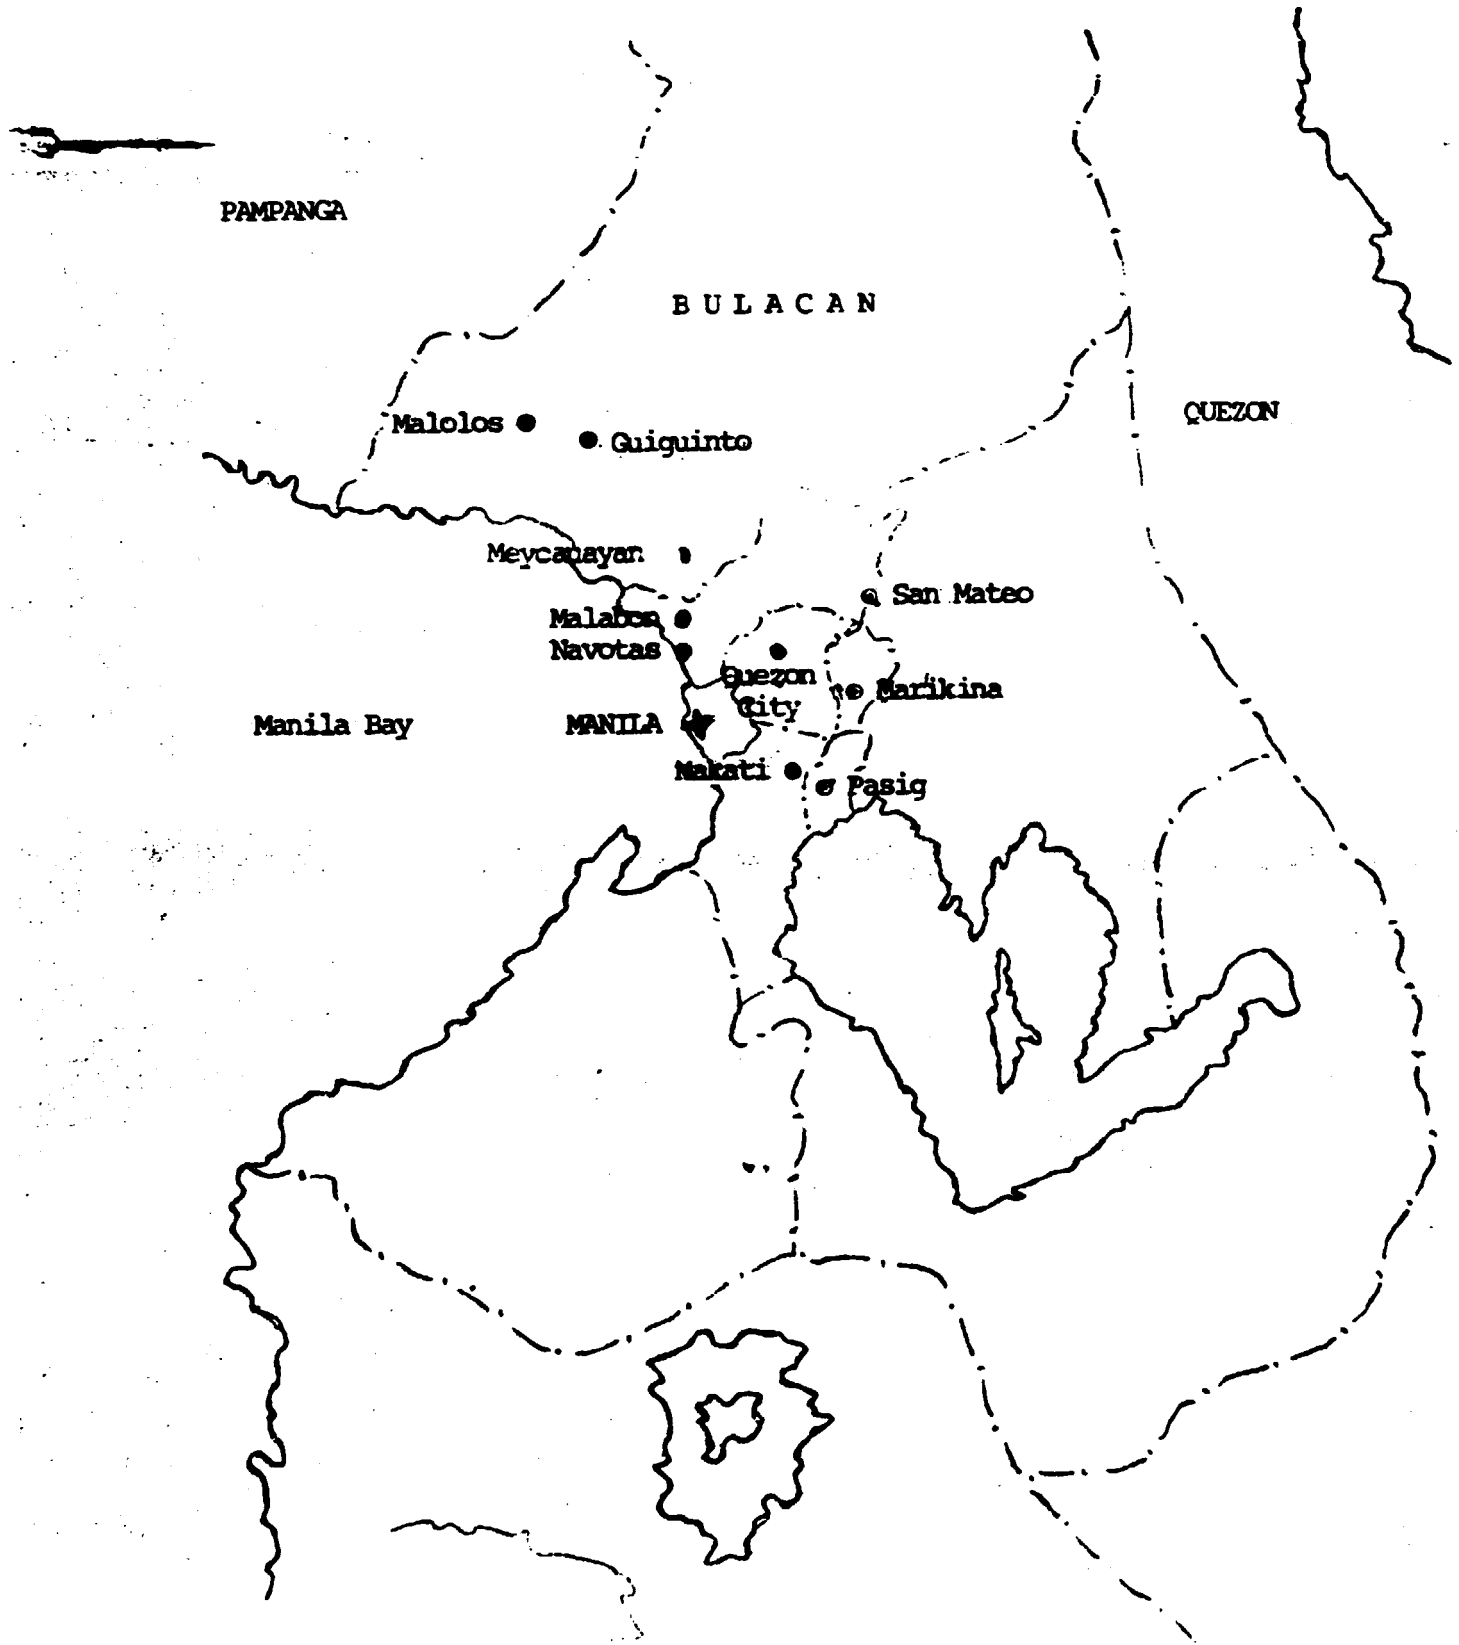 PAMPANGA
BULACAN
QUEZON
Malolos
Guiguinto
Meycauayan
San Mateo
Malabon
Navotas
Quezon
City
Marikina
Manila Bay
MANILA
Makati
Pasig